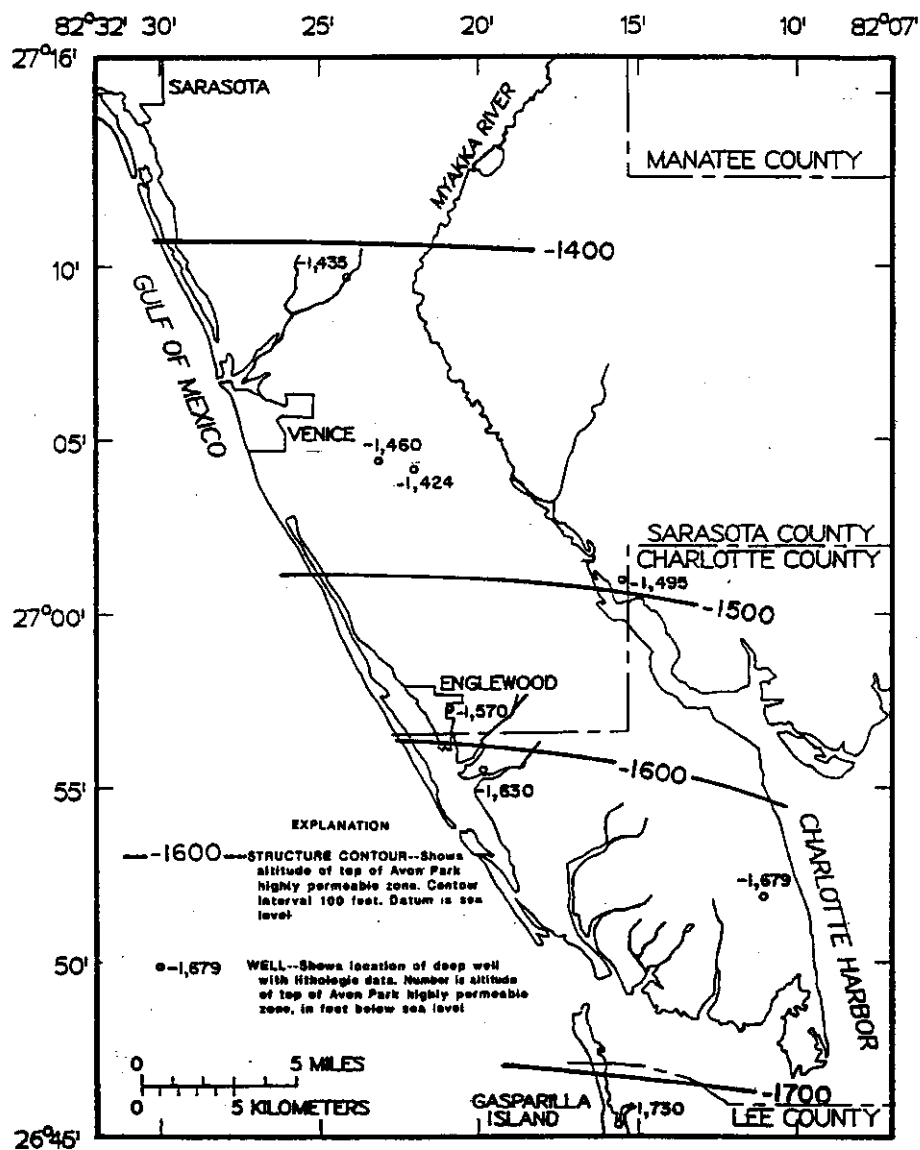 82°32' 30' 25' 20' 15' 82°07'
27°16'
SARASOTA
MYAKKA RIVER
MANATEE COUNTY
-1400
-1,435
10'
GULF OF MEXICO
VENICE
05'
-1,460
-1,424
SARASOTA COUNTY
CHARLOTTE COUNTY
-1,495
-1500
27°00'
ENGLEWOOD
-1,570
-1600
55'
-1,630
CHARLOTTE HARBOR
-1,679
EXPLANATION
-1600
STRUCTURE CONTOUR--Shows
altitude of top of Avon Park
highly permeable zone. Contour
interval 100 feet. Datum is sea
level
50'
-1,679
WELL--Shows location of deep well
with lithologic data. Number is altitude
of top of Avon Park highly permeable
zone, in feet below sea level
0 5 MILES
0 5 KILOMETERS
-1700
GASPARILLA
ISLAND
-1,730
LEE COUNTY
26°45'